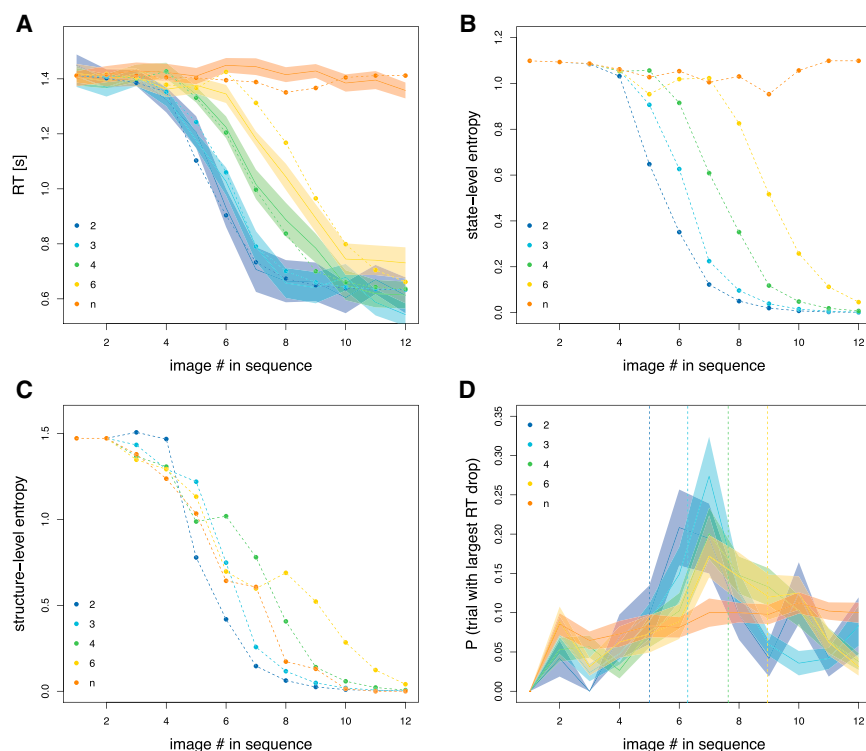 A
RT [s]
1.4
1.2
1.0
0.8
0.6
2
3
4
6
n
2 4 6 8 10 12
image # in sequence
B
state−level entropy
1.2
1.0
0.8
0.6
0.4
0.2
0.0
2
3
4
6
n
2 4 6 8 10 12
image # in sequence
C
structure−level entropy
1.5
1.0
0.5
0.0
2
3
4
6
n
2 4 6 8 10 12
image # in sequence
D
P (trial with largest RT drop)
0.35
0.30
0.25
0.20
0.15
0.10
0.05
0.00
2
3
4
6
n
2 4 6 8 10 12
image # in sequence